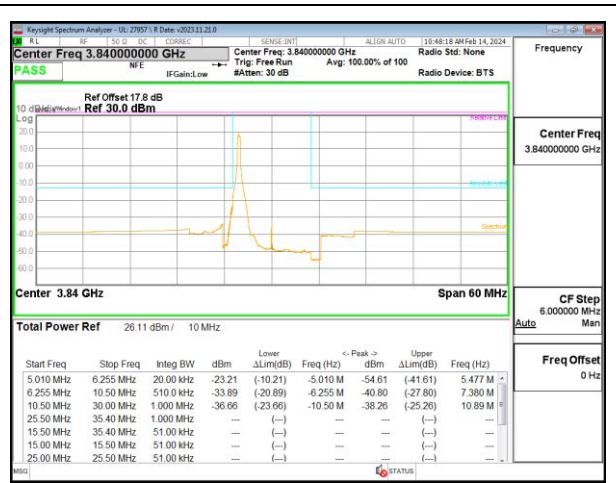 Keysight Spectrum Analyzer - UL: 27957 \ R Date: v2023.11.21.0
RL RF 50 Ω DC CORREC SENSE:INT ALIGN AUTO 10:48:18 AM Feb 14, 2024
Center Freq 3.840000000 GHz Center Freq: 3.840000000 GHz Radio Std: None Frequency
NFE Trig: Free Run Avg: 100.00% of 100
PASS IFGain:Low #Atten: 30 dB Radio Device: BTS
Ref Offset 17.8 dB
10 dB/div Ref 30.0 dBm
Log
Relative Limit
20.0
10.0
0.00
-10.0
Absolute Limit
-20.0
-30.0
Spectrum
-40.0
-50.0
-60.0
Center 3.84 GHz Span 60 MHz
Total Power Ref 26.11 dBm / 10 MHz
Lower <- Peak -> Upper
Start Freq Stop Freq Integ BW dBm ΔLim(dB) Freq (Hz) dBm ΔLim(dB) Freq (Hz)
5.010 MHz 6.255 MHz 20.00 kHz -23.21 (-10.21) -5.010 M -54.61 (-41.61) 5.477 M
6.255 MHz 10.50 MHz 510.0 kHz -33.89 (-20.89) -6.255 M -40.80 (-27.80) 7.380 M
10.50 MHz 30.00 MHz 1.000 MHz -36.66 (-23.66) -10.50 M -38.26 (-25.26) 10.89 M
25.50 MHz 35.40 MHz 1.000 MHz --- (---) --- --- (---) ---
15.50 MHz 35.40 MHz 51.00 kHz --- (---) --- --- (---) ---
15.00 MHz 15.50 MHz 51.00 kHz --- (---) --- --- (---) ---
25.00 MHz 25.50 MHz 51.00 kHz --- (---) --- --- (---) ---
Center Freq
3.840000000 GHz
CF Step
6.000000 MHz
Auto Man
Freq Offset
0 Hz
MSG STATUS